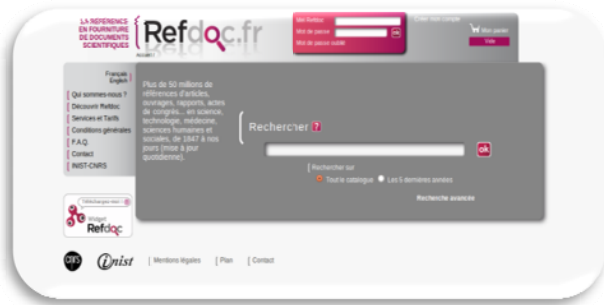 LA RÉFÉRENCE
EN FOURNITURE
DE DOCUMENTS
SCIENTIFIQUES
Refdoc.fr
Mot de passe
Mot de passe oublié
ok
Créer mon compte
Mon panier
Vide
Français
English
Qui sommes-nous ?
Découvrir Refdoc
Services et Tarifs
Conditions générales
F.A.Q.
Contact
INIST-CNRS
Plus de 50 millions de
références d'articles,
ouvrages, rapports, actes
de congrès... en science,
technologie, médecine,
sciences humaines et
sociales, de 1847 à nos
jours (mise à jour
quotidienne).
Rechercher ?
ok
Rechercher sur
Tout le catalogue Les 5 dernières années
Recherche avancée
Widget
Refdoc
cnrs inist Mentions légales Plan Contact